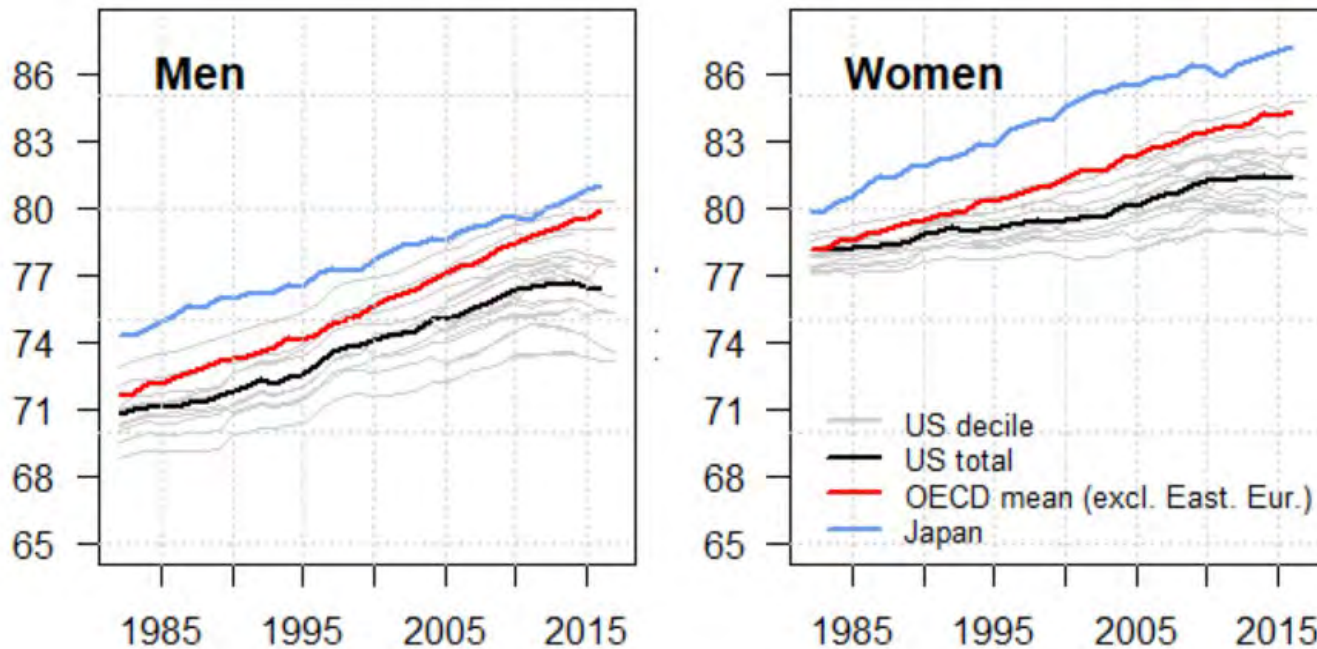 Men
86
83
80
77
74
71
68
65
1985 1995 2005 2015
Women
86
83
80
77
74
71
68
65
US decile
US total
OECD mean (excl. East. Eur.)
Japan
1985 1995 2005 2015